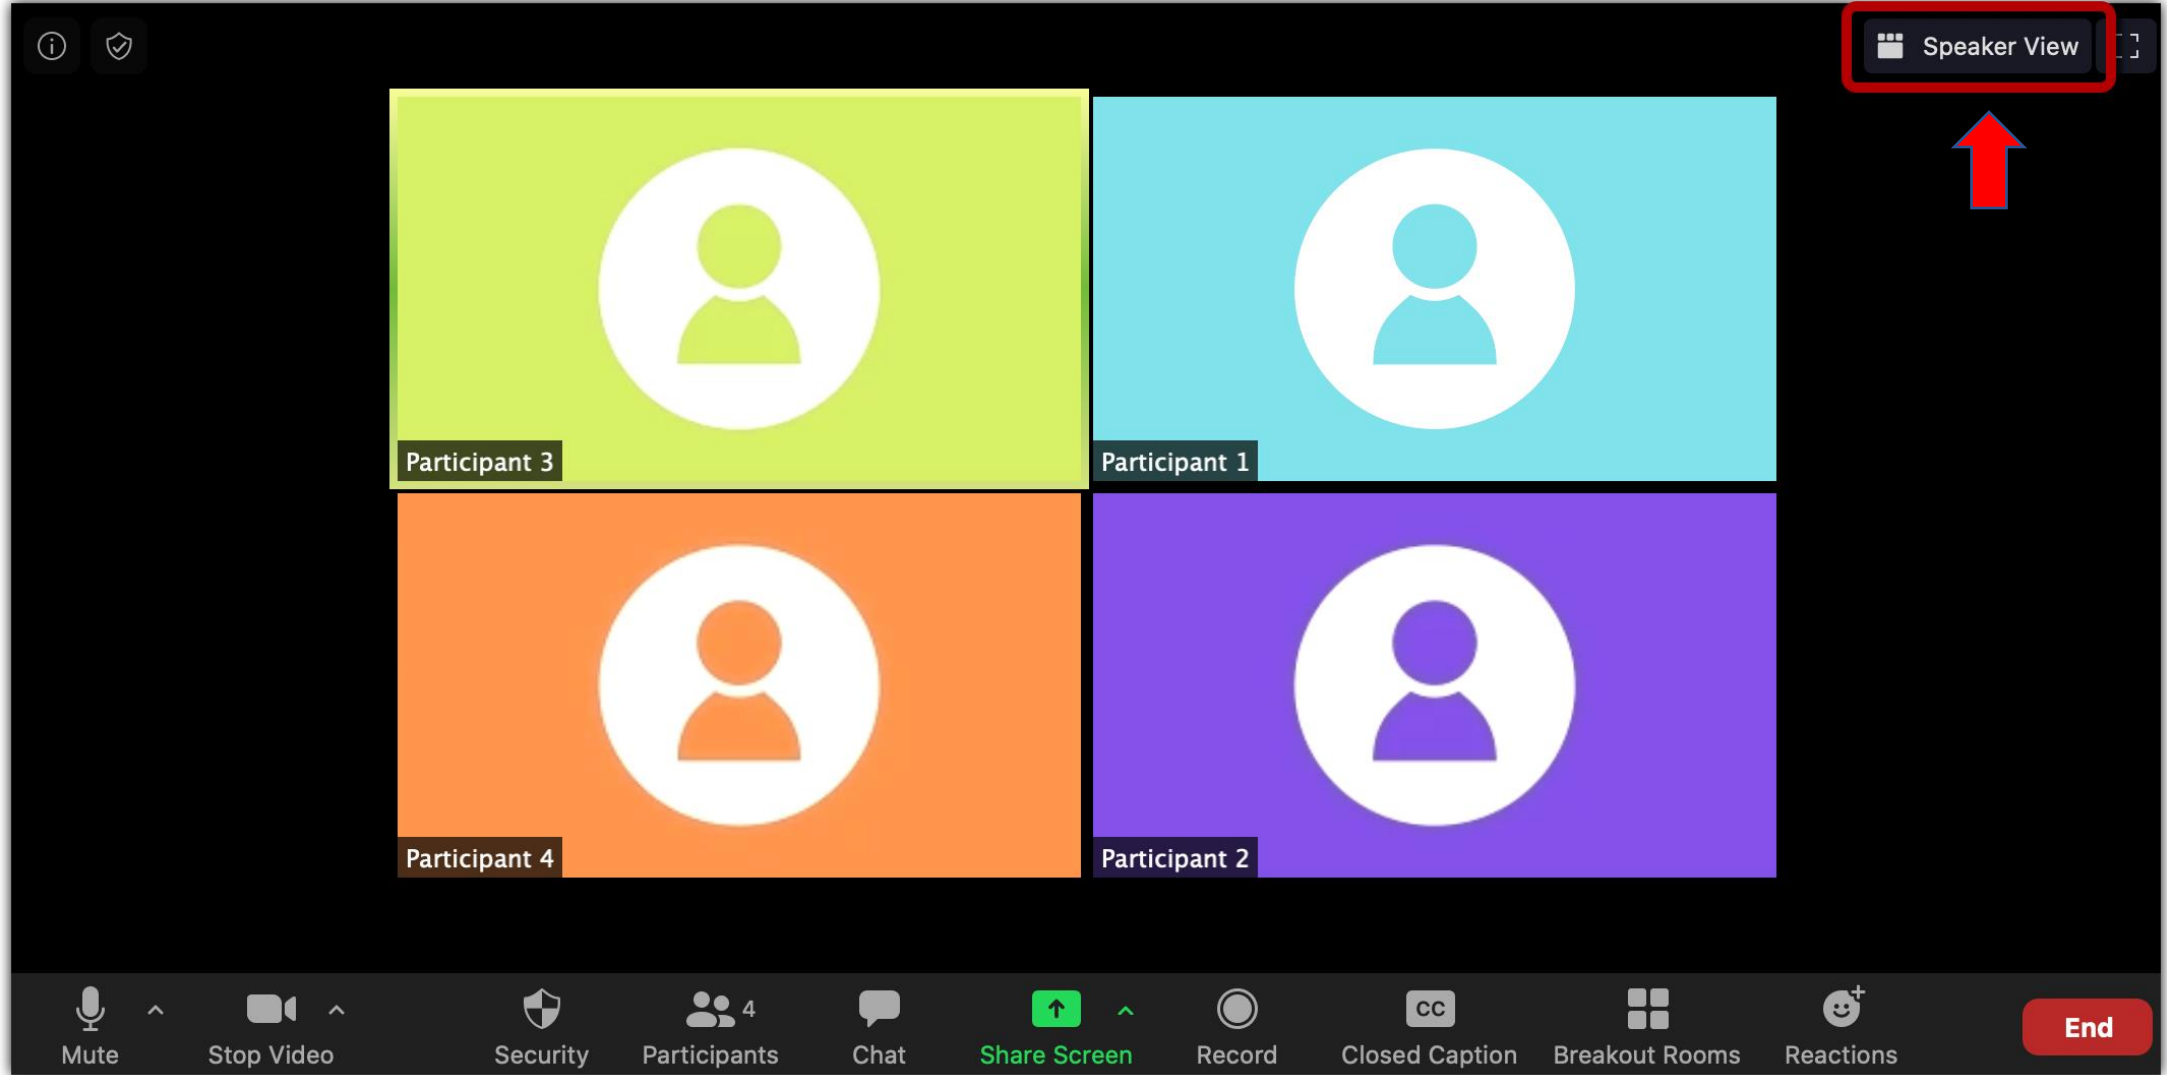 Speaker View
Participant 3
Participant 1
Participant 4
Participant 2
4
CC
Mute
Stop Video
Security
Participants
Chat
Share Screen
Record
Closed Caption
Breakout Rooms
Reactions
End